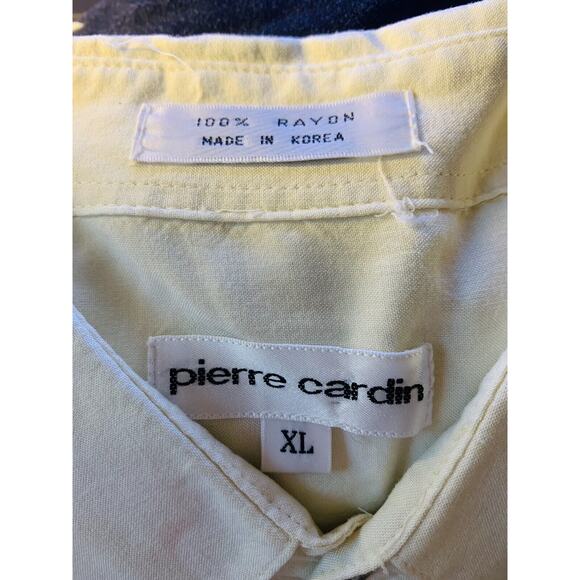 100% RAYON
MADE IN KOREA
pierre cardin
XL